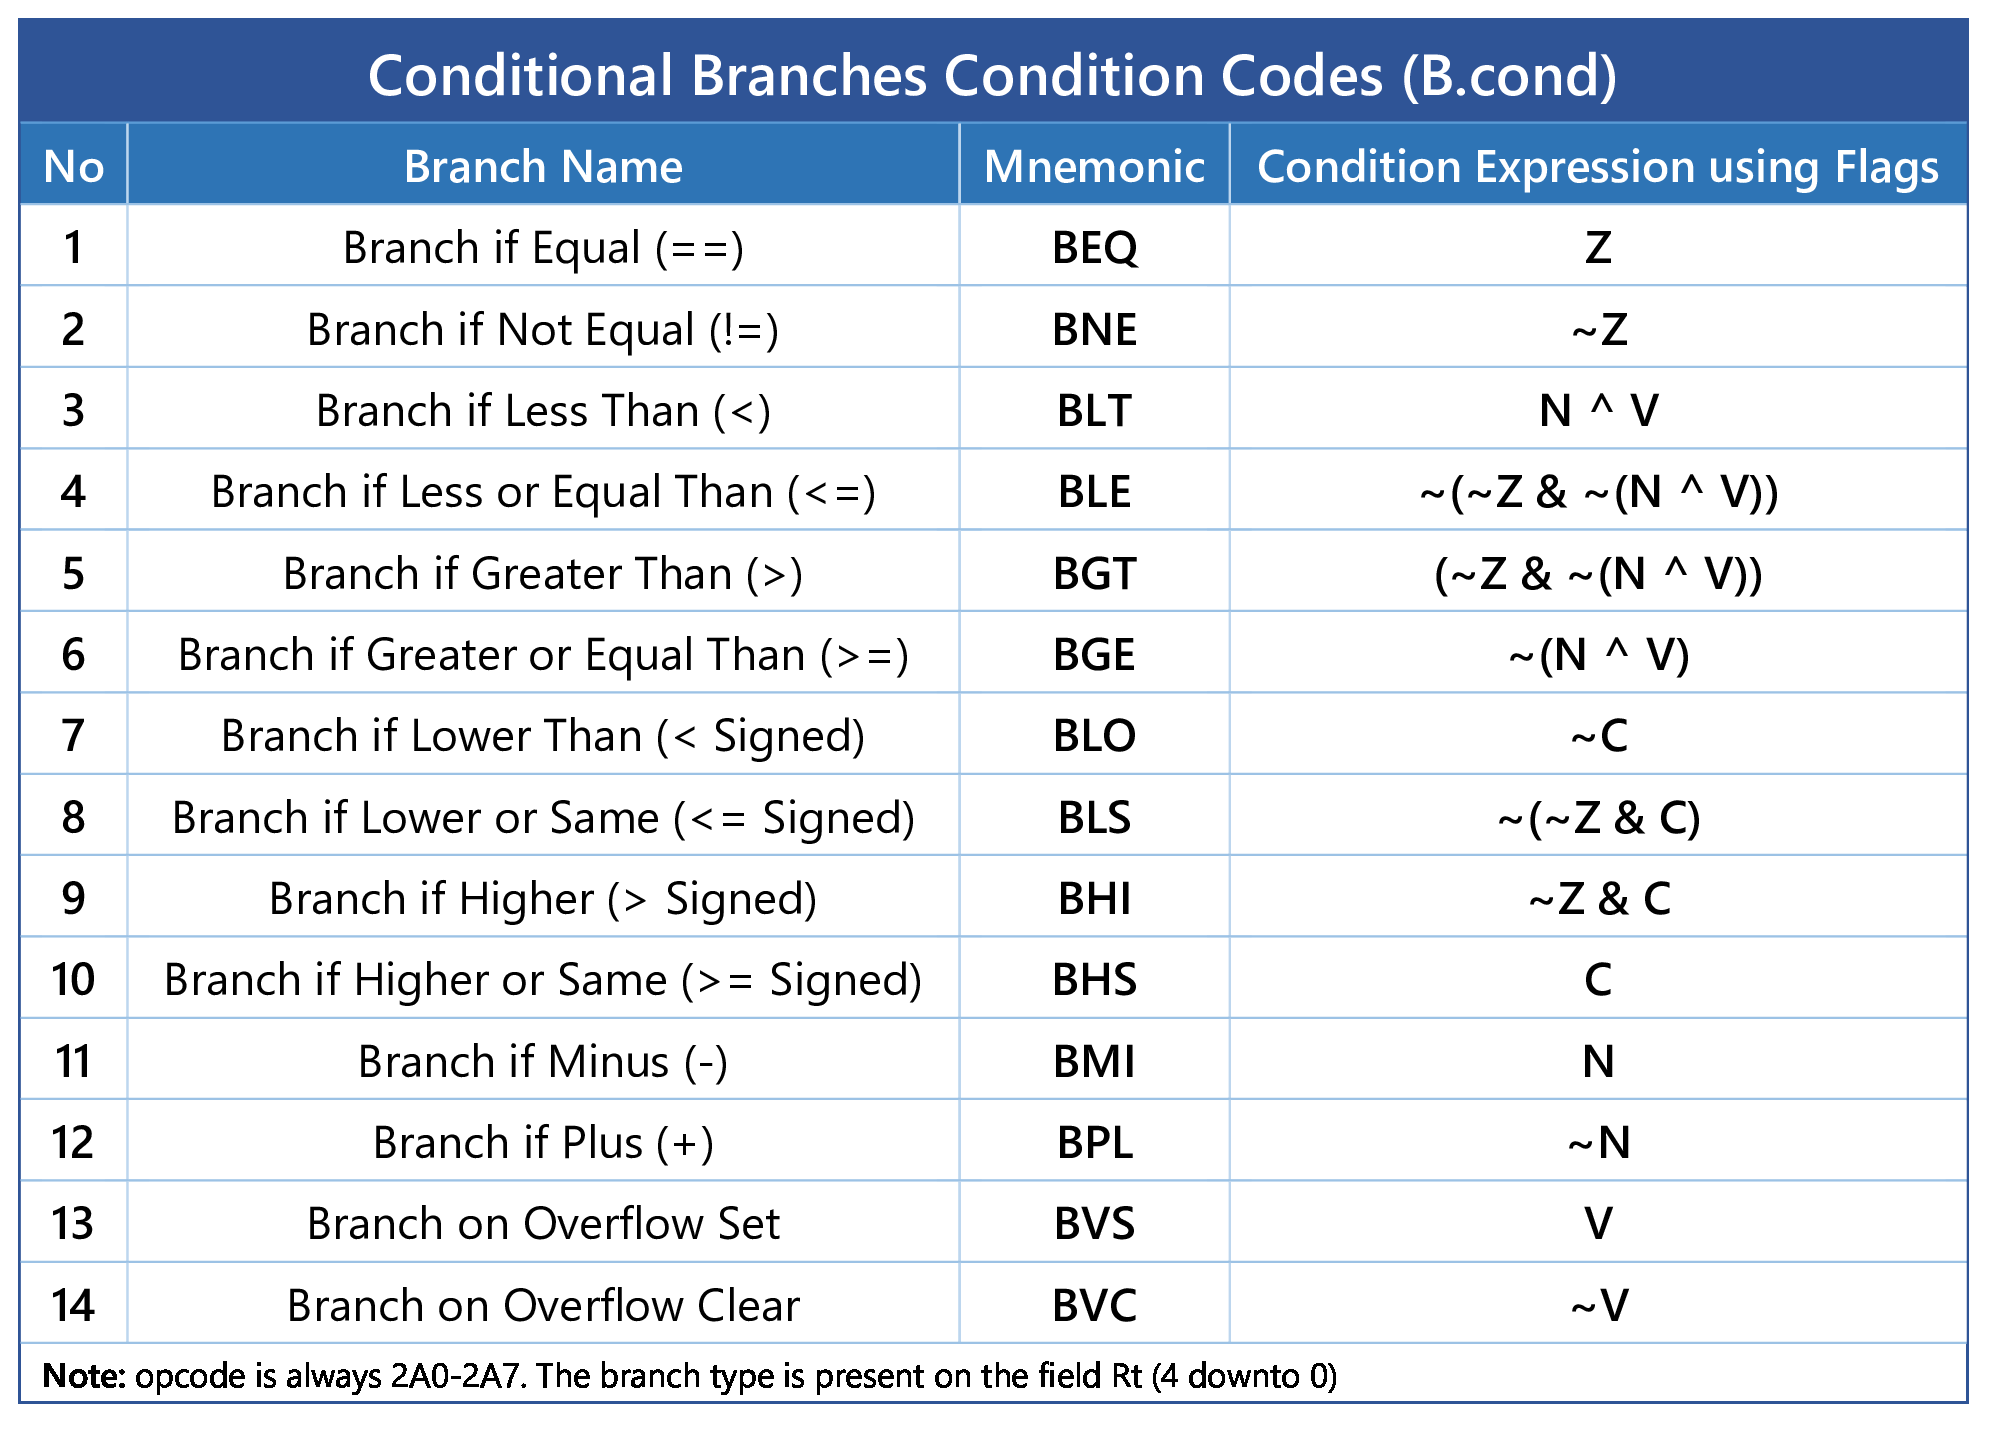 Conditional Branches Condition Codes (B.cond)
No Branch Name Mnemonic Condition Expression using Flags
1 Branch if Equal (==) BEQ Z
2 Branch if Not Equal (!=) BNE ~Z
3 Branch if Less Than (<) BLT N ^ V
4 Branch if Less or Equal Than (<=) BLE ~(~Z & ~(N ^ V))
5 Branch if Greater Than (>) BGT (~Z & ~(N ^ V))
6 Branch if Greater or Equal Than (>=) BGE ~(N ^ V)
7 Branch if Lower Than (< Signed) BLO ~C
8 Branch if Lower or Same (<= Signed) BLS ~(~Z & C)
9 Branch if Higher (> Signed) BHI ~Z & C
10 Branch if Higher or Same (>= Signed) BHS C
11 Branch if Minus (-) BMI N
12 Branch if Plus (+) BPL ~N
13 Branch on Overflow Set BVS V
14 Branch on Overflow Clear BVC ~V
Note: opcode is always 2A0-2A7. The branch type is present on the field Rt (4 downto 0)